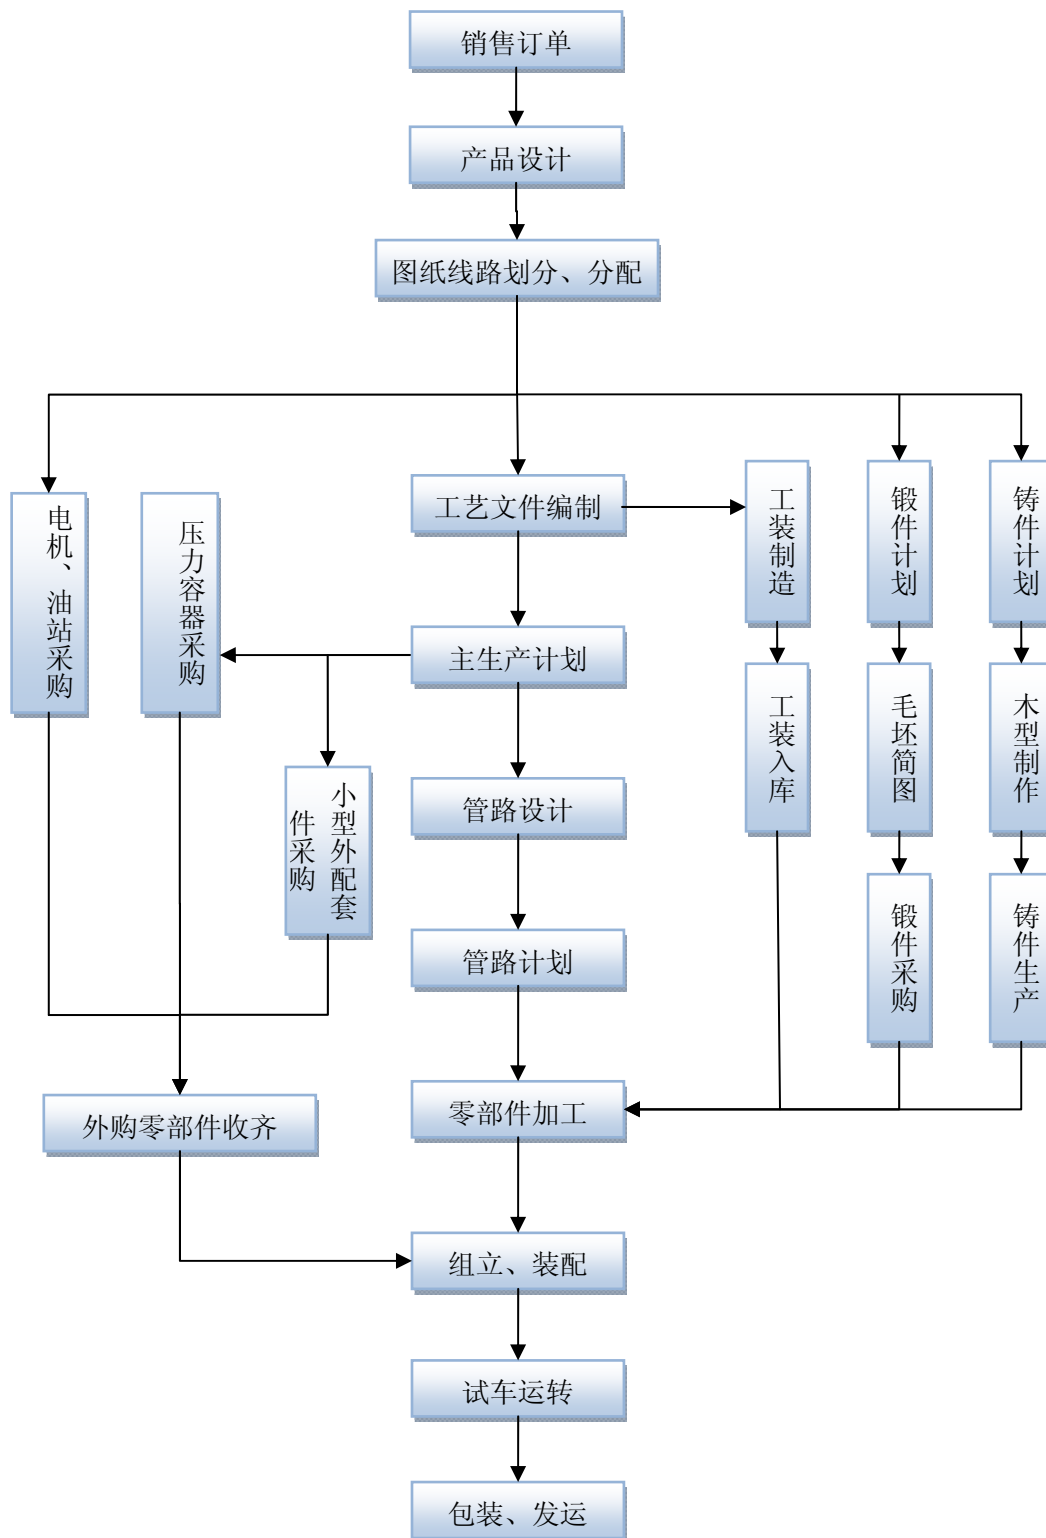 销售订单
产品设计
图纸线路划分、分配
电机、油站采购
压力容器采购
工艺文件编制
工装制造
锻件计划
铸件计划
主生产计划
小型外配套
件采购
工装入库
毛坯简图
木型制作
管路设计
管路计划
锻件采购
铸件生产
外购零部件收齐
零部件加工
组立、装配
试车运转
包装、发运